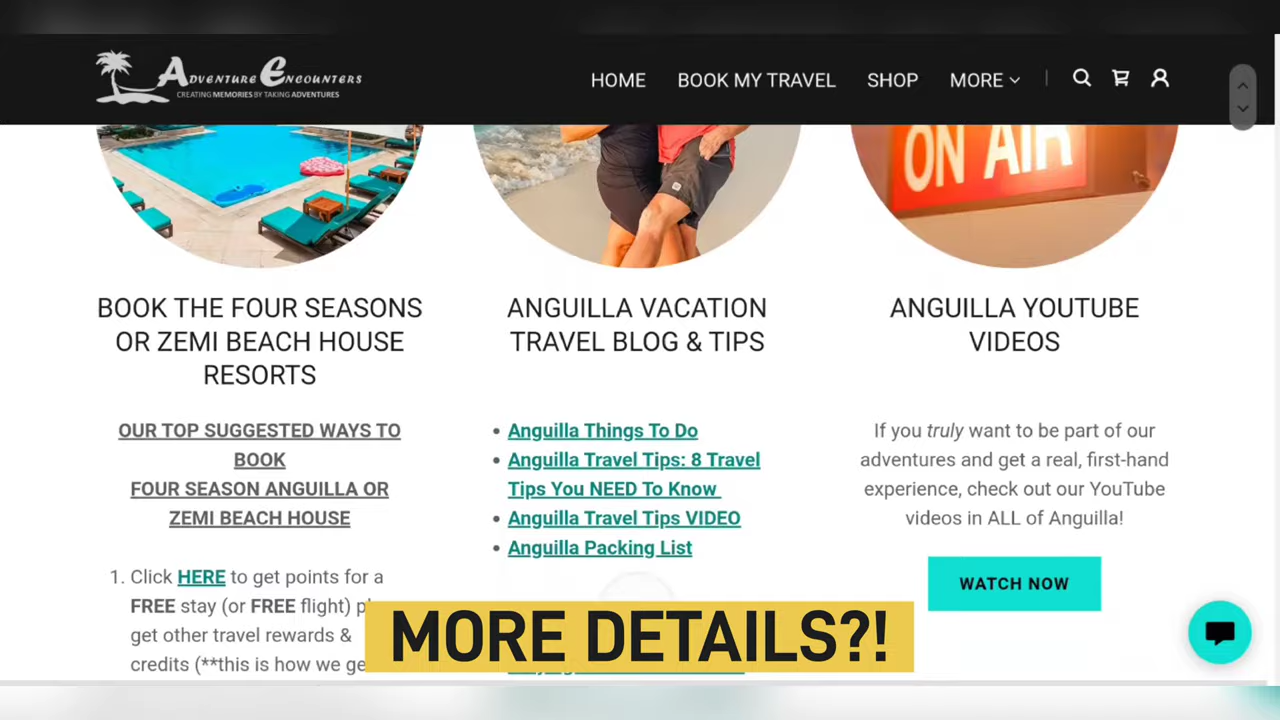 ADVENTURE ENCOUNTERS
CREATING MEMORIES BY TAKING ADVENTURES
HOME
BOOK MY TRAVEL
SHOP
MORE
ON AIR
BOOK THE FOUR SEASONS
OR ZEMI BEACH HOUSE
RESORTS
OUR TOP SUGGESTED WAYS TO
BOOK
FOUR SEASON ANGUILLA OR
ZEMI BEACH HOUSE
1. Click HERE to get points for a
FREE stay (or FREE flight)
get other travel rewards &
credits (**this is how we
ANGUILLA VACATION
TRAVEL BLOG & TIPS
• Anguilla Things To Do
• Anguilla Travel Tips: 8 Travel
Tips You NEED To Know
• Anguilla Travel Tips VIDEO
• Anguilla Packing List
ANGUILLA YOUTUBE
VIDEOS
If you truly want to be part of our
adventures and get a real, first-hand
experience, check out our YouTube
videos in ALL of Anguilla!
WATCH NOW
MORE DETAILS?!